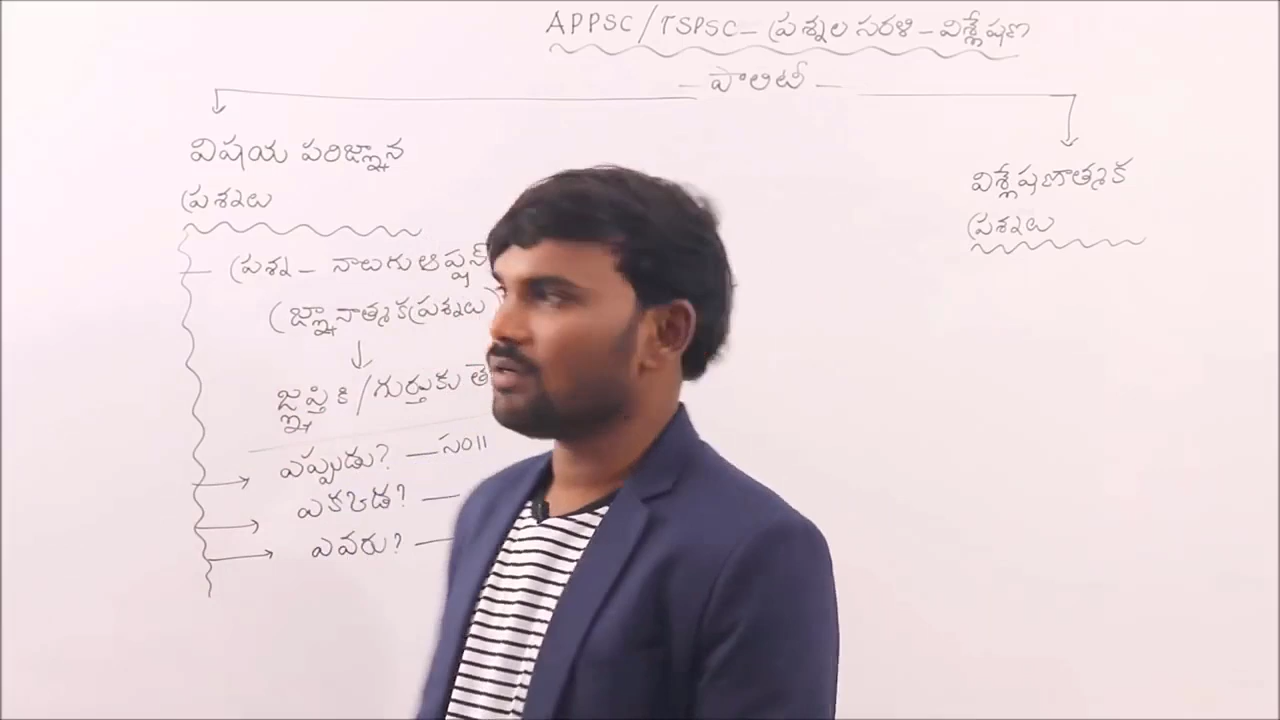 APPSC/TSPSC – ప్రశ్నల సరళి – విశ్లేషణ
– పాలిటీ –
విషయ పరిజ్ఞాన
ప్రశ్నలు
ప్రశ్న – నాలుగు ఆప్షన్
(జ్ఞానాత్మక ప్రశ్నలు)
జ్ఞప్తికి/గుర్తుకు
ఎప్పుడు? – సం॥
ఎక్కడ? –
ఎవరు? –
విశ్లేషణాత్మక
ప్రశ్నలు